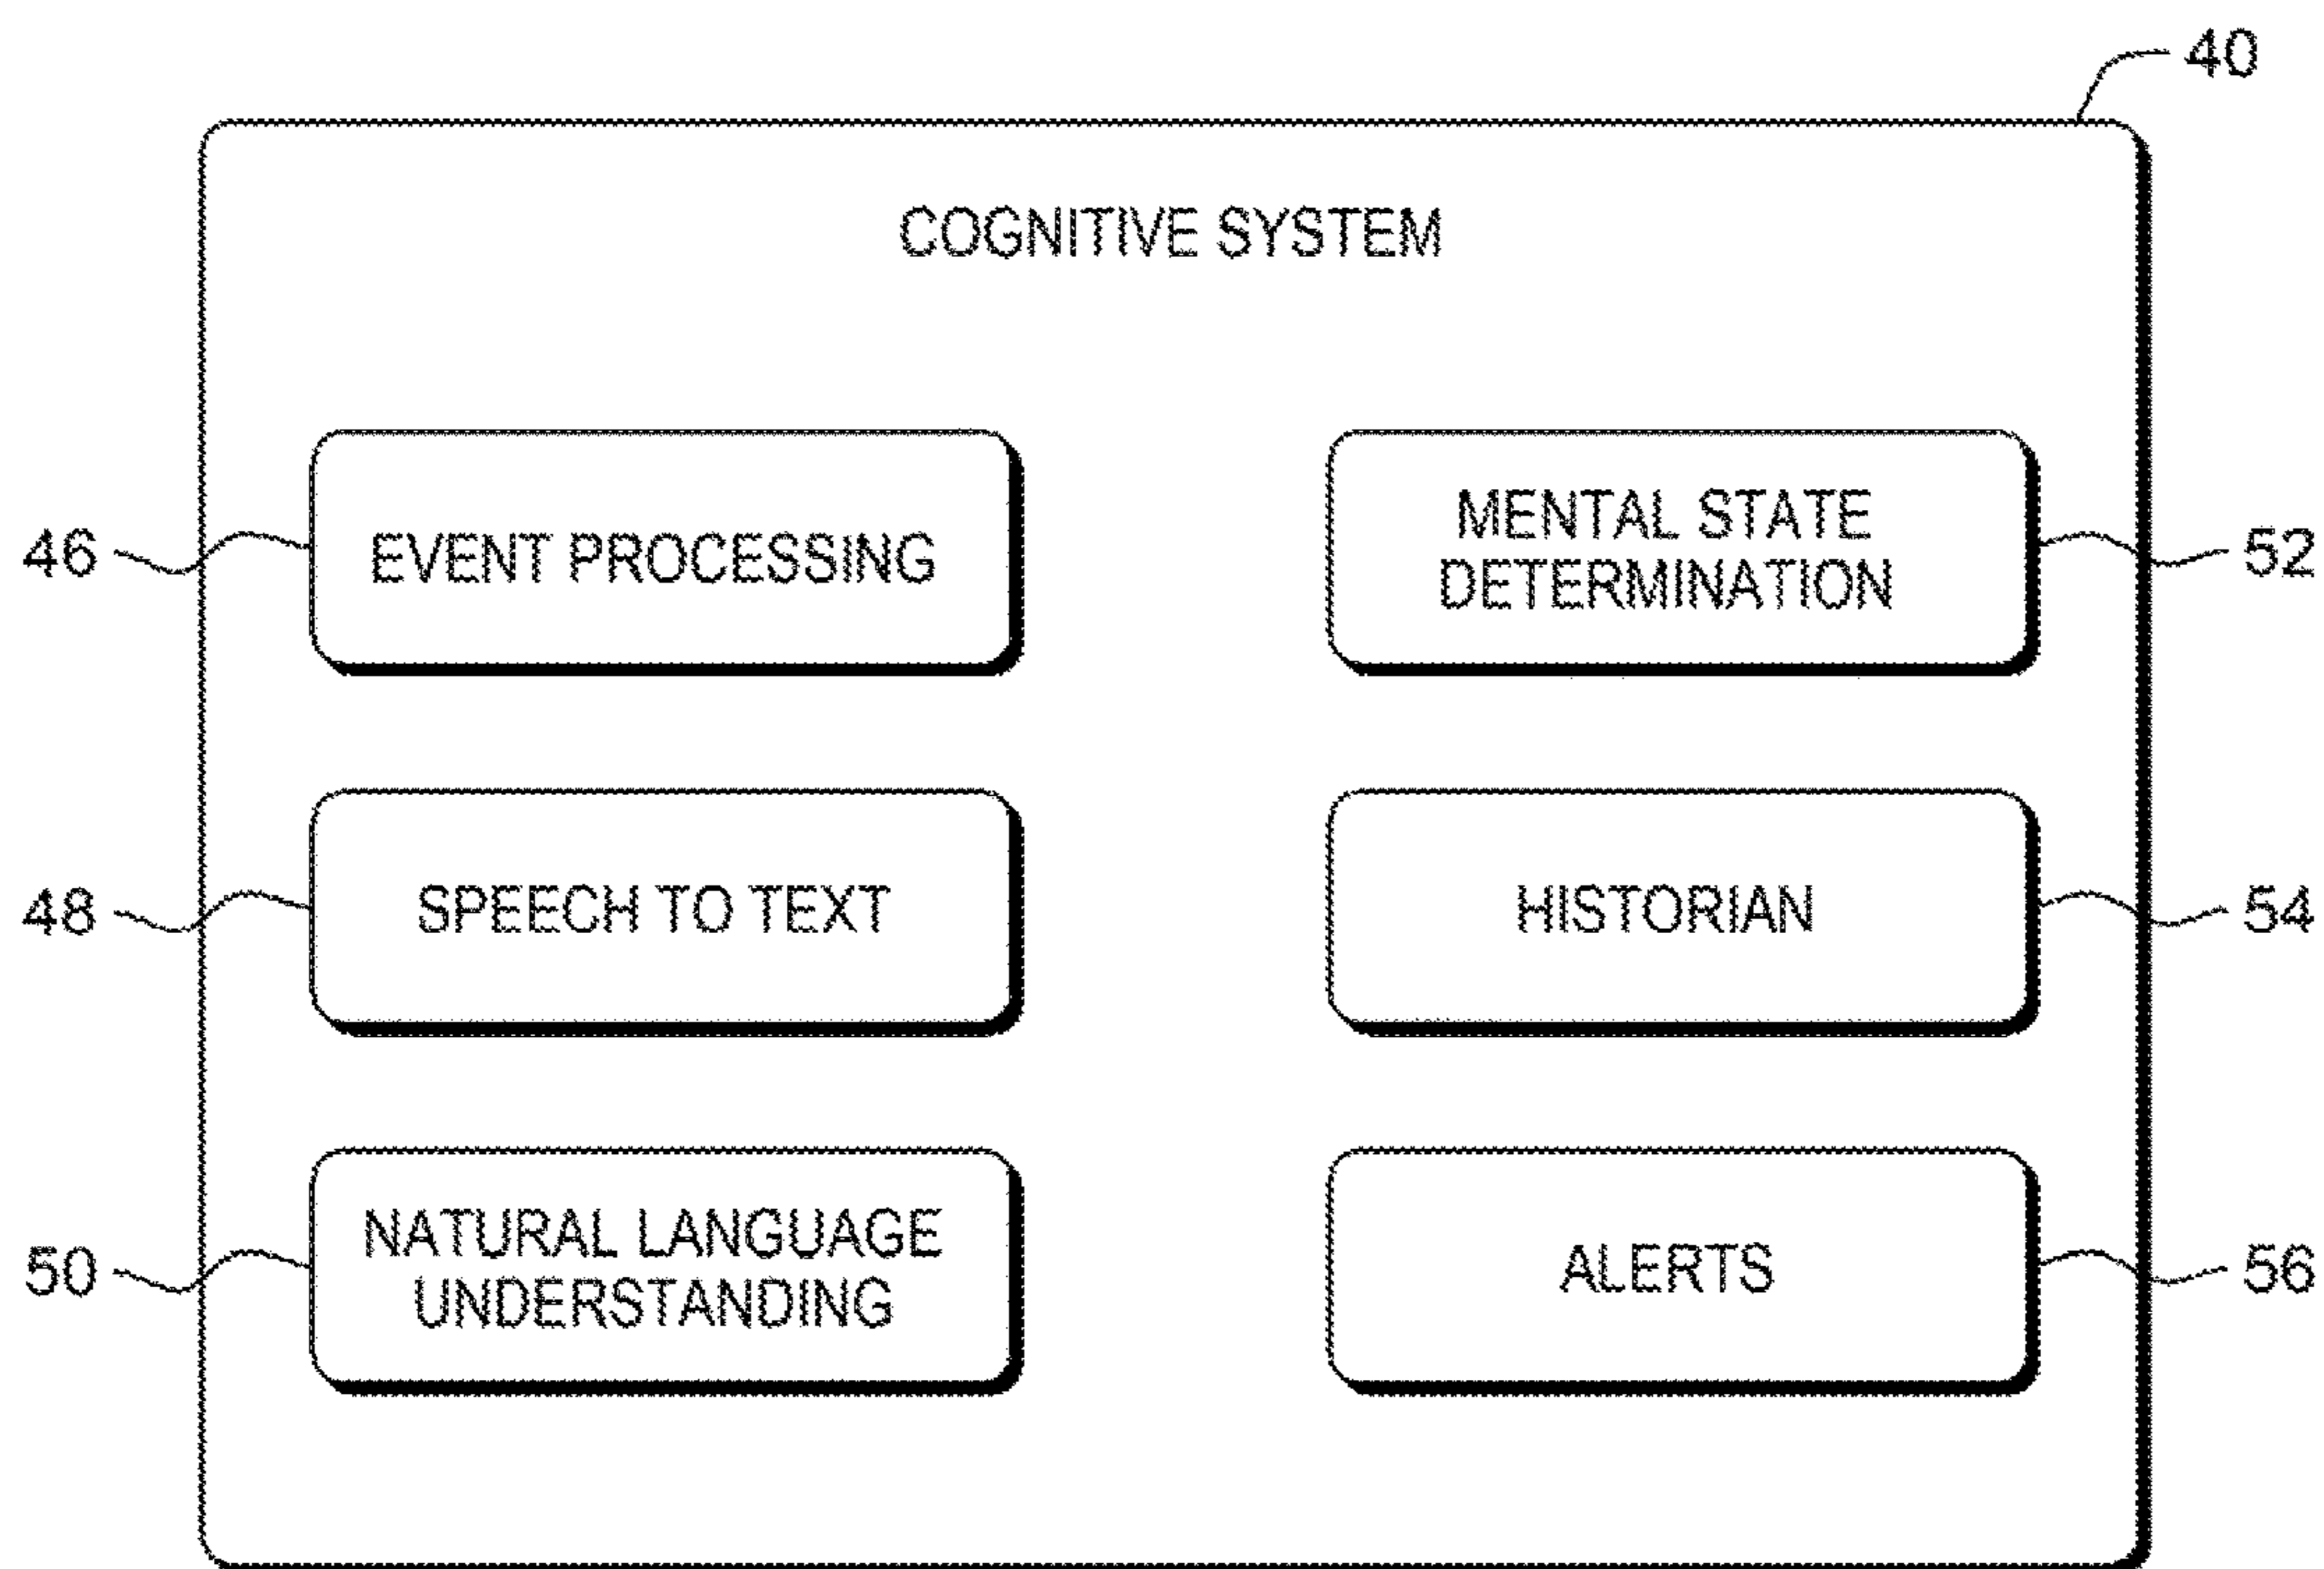 40
COGNITIVE SYSTEM
46
EVENT PROCESSING
MENTAL STATE
DETERMINATION
52
48
SPEECH TO TEXT
HISTORIAN
54
50
NATURAL LANGUAGE
UNDERSTANDING
ALERTS
56